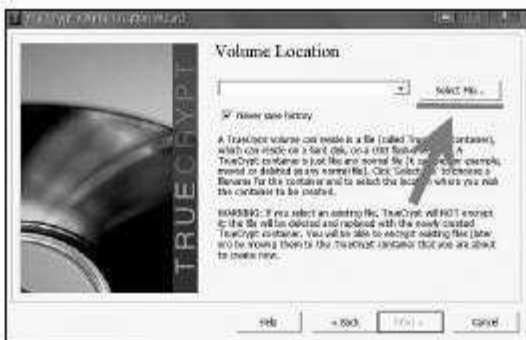 TrueCrypt Volume Creation Wizard
Volume Location
Select File...
Never save history
A TrueCrypt volume can reside in a file (called TrueCrypt container),
which can reside on a hard disk, on a USB flash drive, etc. A
TrueCrypt container is just like any normal file (it can be, for example,
moved or deleted as any normal file). Click 'Select File' to choose a
filename for the container and to select the location where you wish
the container to be created.
WARNING: If you select an existing file, TrueCrypt will NOT encrypt
it; the file will be deleted and replaced with the newly created
TrueCrypt container. You will be able to encrypt existing files (later
on) by moving them to the TrueCrypt container that you are about
to create now.
TRUECRYPT
Help
< Back
Next >
Cancel